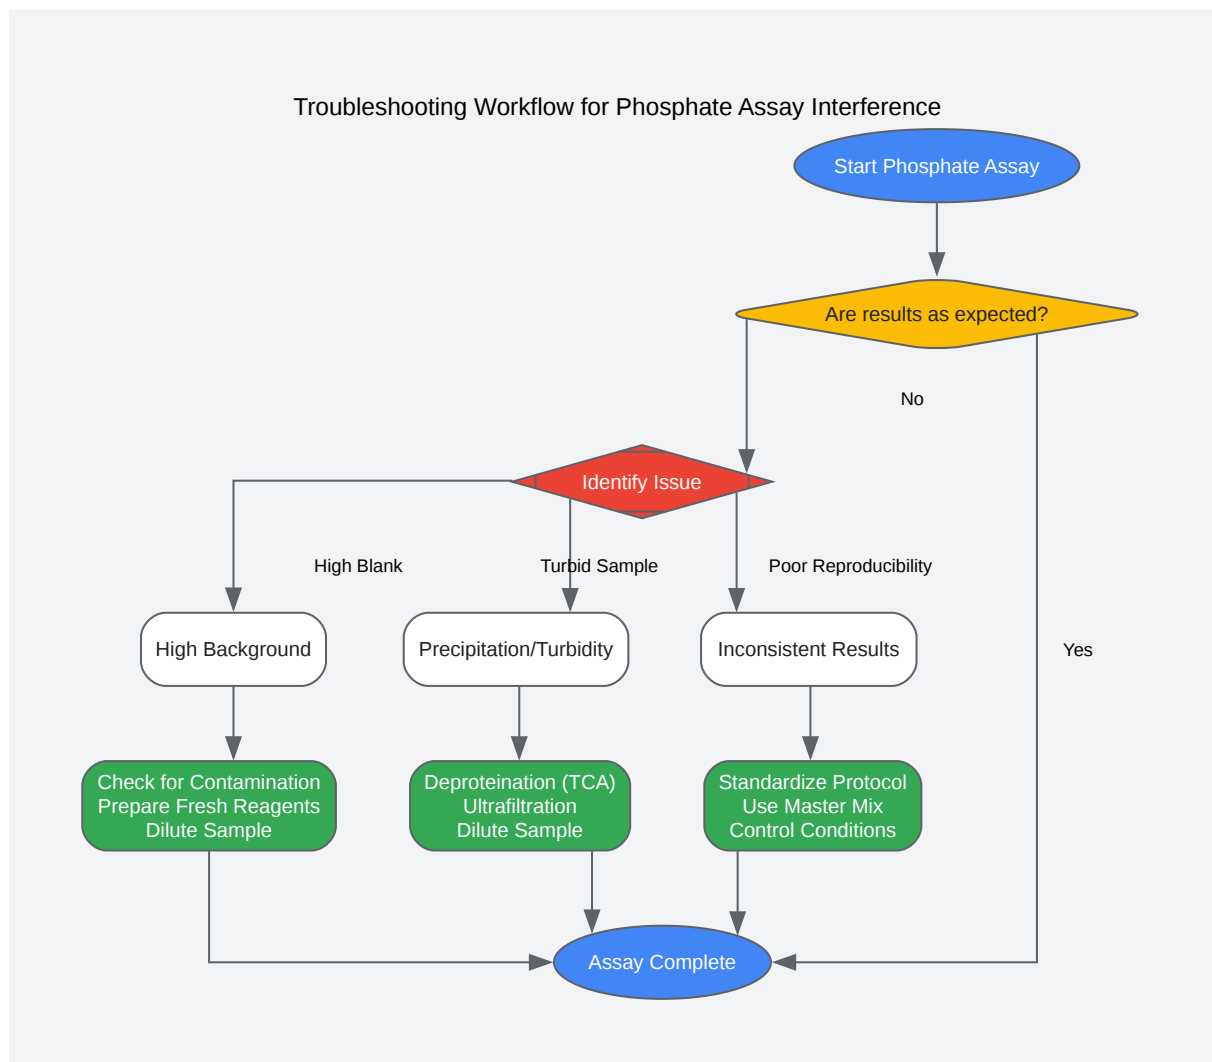 Troubleshooting Workflow for Phosphate Assay Interference
Start Phosphate Assay
Are results as expected?
No
Identify Issue
High Blank
Turbid Sample
Poor Reproducibility
High Background
Precipitation/Turbidity
Inconsistent Results
Yes
Check for Contamination
Prepare Fresh Reagents
Dilute Sample
Deproteination (TCA)
Ultrafiltration
Dilute Sample
Standardize Protocol
Use Master Mix
Control Conditions
Assay Complete